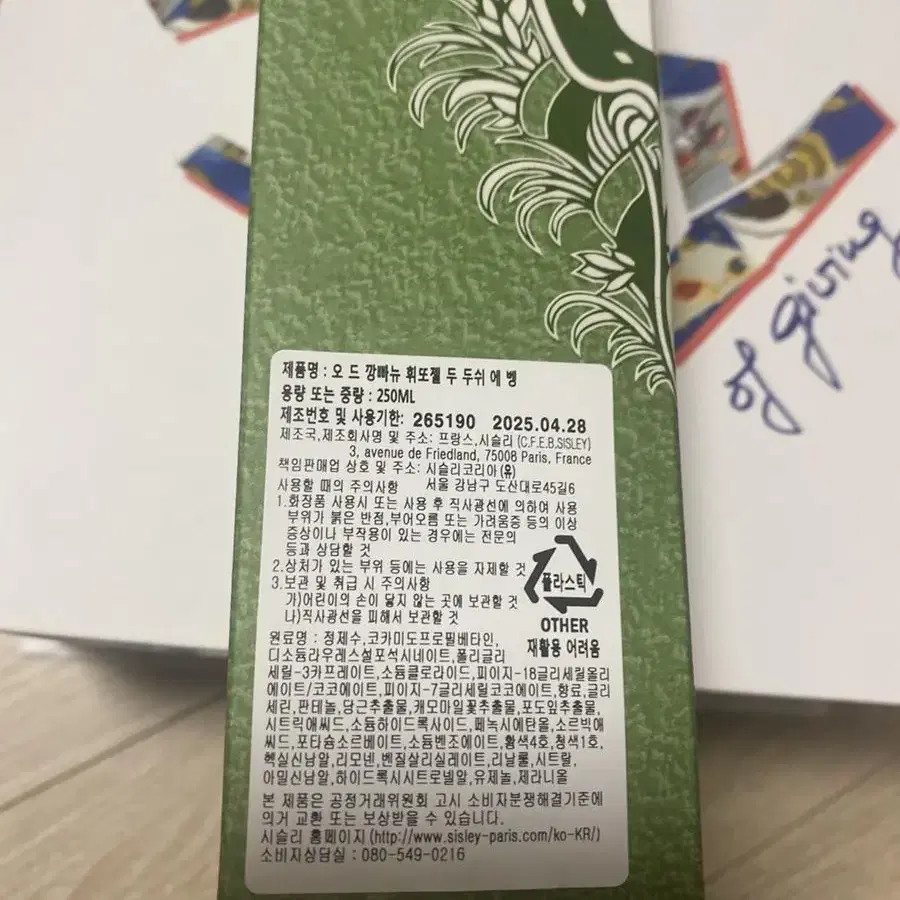 of giving
제품명 : 오 드 깡빠뉴 휘또젤 두 두쉬 에 벵
용량 또는 중량 : 250ML
제조번호 및 사용기한: 265190 2025.04.28
제조국,제조회사명 및 주소: 프랑스,시슬리 (C.F.E.B.SISLEY)
3, avenue de Friedland, 75008 Paris, France
책임판매업 상호 및 주소: 시슬리코리아 (유)
사용할 때의 주의사항 서울 강남구 도산대로45길6
1.화장품 사용시 또는 사용 후 직사광선에 의하여 사용
부위가 붉은 반점,부어오름 또는 가려움증 등의 이상
증상이나 부작용이 있는 경우에는 전문의
등과 상담할 것
2.상처가 있는 부위 등에는 사용을 자제할 것
3.보관 및 취급 시 주의사항
가)어린이의 손이 닿지 않는 곳에 보관할 것
나)직사광선을 피해서 보관할 것
플라스틱
OTHER
재활용 어려움
원료명 : 정제수,코카미도프로필베타인,
디소듐라우레스설포석시네이트,폴리글리
세릴-3카프레이트,소듐클로라이드,피이지-18글리세릴올리
에이트/코코에이트,피이지-7글리세릴코코에이트,향료,글리
세린,판테놀,당근추출물,캐모마일꽃추출물,포도잎추출물,
시트릭애씨드,소듐하이드록사이드,페녹시에탄올,소르빅애
씨드,포타슘소르베이트,소듐벤조에이트,황색4호,청색1호,
헥실신남알,리모넨,벤질살리실레이트,리날룰,시트랄,
아밀신남알,하이드록시시트로넬알,유제놀,제라니올
본 제품은 공정거래위원회 고시 소비자분쟁해결기준에
의거 교환 또는 보상받을 수 있습니다.
시슬리 홈페이지(http://www.sisley-paris.com/ko-KR/)
소비자상담실 : 080-549-0216